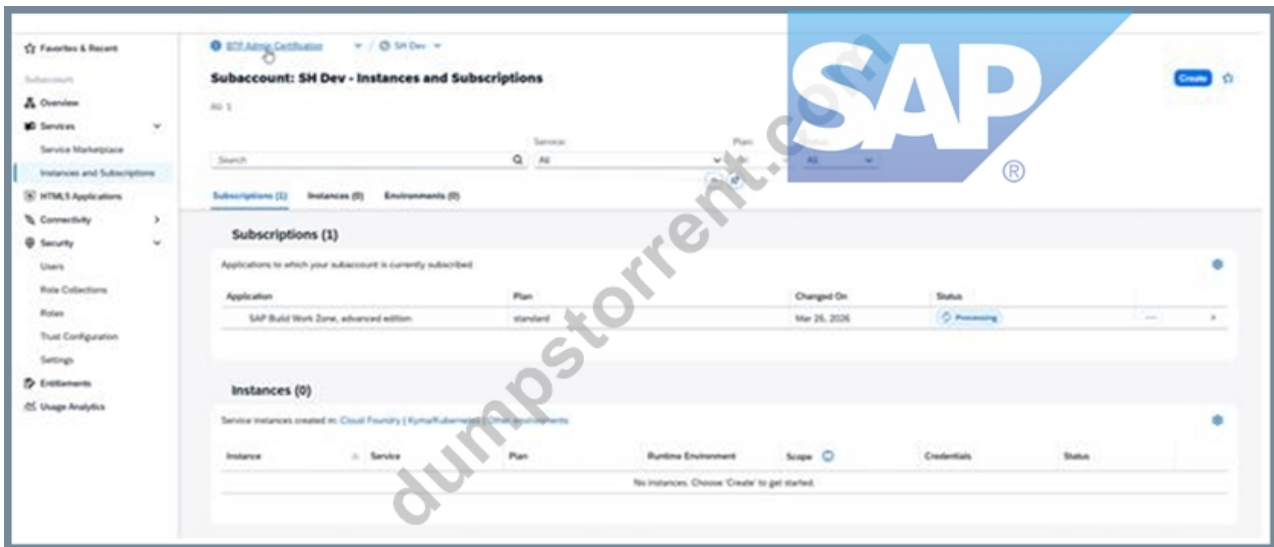 Favorites & Recent
BTP Admin Certification / SH Dev
Subaccount: SH Dev - Instances and Subscriptions
Create
All: 1
Subaccount
Overview
Services
Service Marketplace
Instances and Subscriptions
HTML5 Applications
Connectivity
Security
Users
Role Collections
Roles
Trust Configuration
Settings
Entitlements
Usage Analytics
Service: Plan:
Search All All
Subscriptions (1) Instances (0) Environments (0)
Subscriptions (1)
Applications to which your subaccount is currently subscribed
Application Plan Changed On Status
SAP Build Work Zone, advanced edition standard Mar 26, 2026 Processing
Instances (0)
Service instances created in: Cloud Foundry | Kyma/Kubernetes | Other environments
Instance Service Plan Runtime Environment Scope Credentials Status
No instances. Choose 'Create' to get started.
SAP
®
dumpstorrent.com